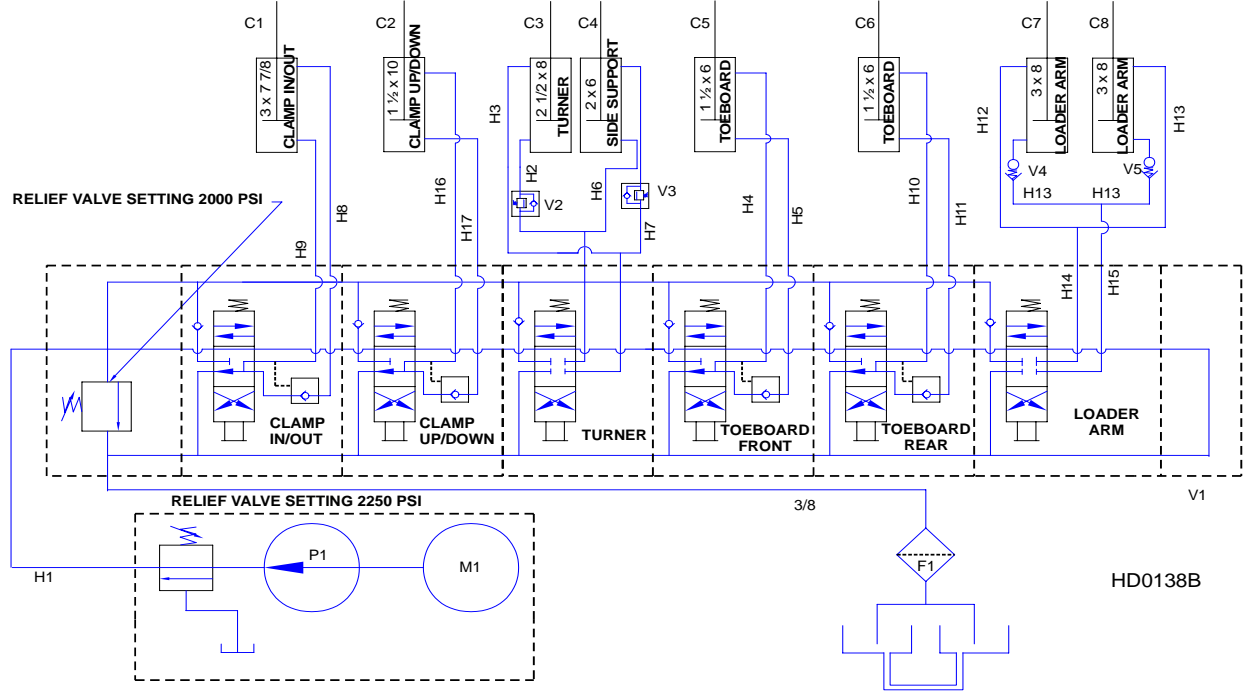 C1
C2
C3
C4
C5
C6
C7
C8
3 x 7 7/8
CLAMP IN/OUT
1 ½ x 10
CLAMP UP/DOWN
2 1/2 x 8
TURNER
2 x 6
SIDE SUPPORT
1 ½ x 6
TOEBOARD
1 ½ x 6
TOEBOARD
3 x 8
LOADER ARM
3 x 8
LOADER ARM
H3
H12
H13
V4
V5
H13
H13
H2
H6
V2
V3
H7
H16
H17
H4
H5
H10
H11
H8
H9
H14
H15
RELIEF VALVE SETTING 2000 PSI
CLAMP
IN/OUT
CLAMP
UP/DOWN
TURNER
TOEBOARD
FRONT
TOEBOARD
REAR
LOADER
ARM
V1
RELIEF VALVE SETTING 2250 PSI
3/8
H1
P1
M1
F1
HD0138B